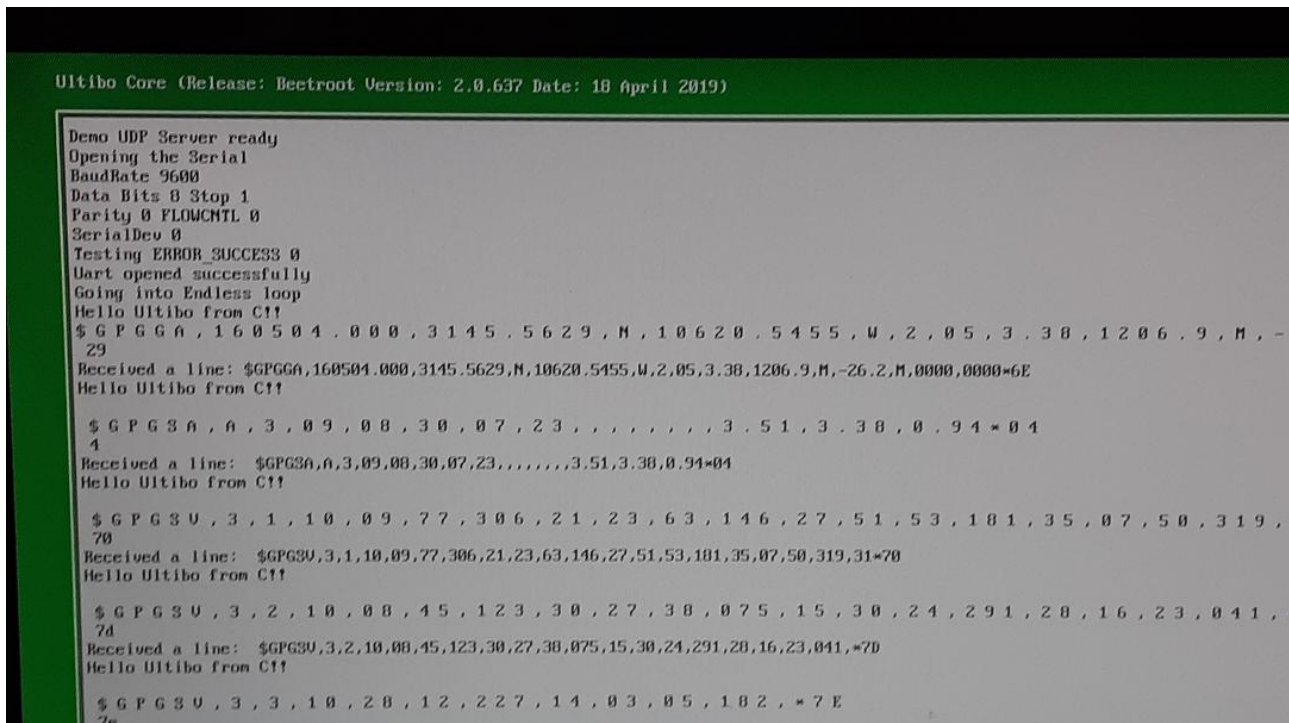 Ultibo Core (Release: Beetroot Version: 2.0.637 Date: 18 April 2019)
Demo UDP Server ready
Opening the Serial
BaudRate 9600
Data Bits 8 Stop 1
Parity 0 FLOWCNTL 0
SerialDev 0
Testing ERROR_SUCCESS 0
Uart opened successfully
Going into Endless loop
Hello Ultibo from C!!
$ G P G G A , 1 6 0 5 0 4 . 0 0 0 , 3 1 4 5 . 5 6 2 9 , N , 1 0 6 2 0 . 5 4 5 5 , W , 2 , 0 5 , 3 . 3 8 , 1 2 0 6 . 9 , M , -
29
Received a line: $GPGGA,160504.000,3145.5629,N,10620.5455,W,2,05,3.38,1206.9,M,-26.2,M,0000,0000*6E
Hello Ultibo from C!!
$ G P G S A , A , 3 , 0 9 , 0 8 , 3 0 , 0 7 , 2 3 , , , , , , , , 3 . 5 1 , 3 . 3 8 , 0 . 9 4 * 0 4
4
Received a line: $GPGSA,A,3,09,08,30,07,23,,,,,,,,3.51,3.38,0.94*04
Hello Ultibo from C!!
$ G P G S V , 3 , 1 , 1 0 , 0 9 , 7 7 , 3 0 6 , 2 1 , 2 3 , 6 3 , 1 4 6 , 2 7 , 5 1 , 5 3 , 1 8 1 , 3 5 , 0 7 , 5 0 , 3 1 9 ,
70
Received a line: $GPGSV,3,1,10,09,77,306,21,23,63,146,27,51,53,181,35,07,50,319,31*70
Hello Ultibo from C!!
$ G P G S V , 3 , 2 , 1 0 , 0 8 , 4 5 , 1 2 3 , 3 0 , 2 7 , 3 8 , 0 7 5 , 1 5 , 3 0 , 2 4 , 2 9 1 , 2 8 , 1 6 , 2 3 , 0 4 1 ,
7d
Received a line: $GPGSV,3,2,10,08,45,123,30,27,38,075,15,30,24,291,28,16,23,041,*7D
Hello Ultibo from C!!
$ G P G S V , 3 , 3 , 1 0 , 2 8 , 1 2 , 2 2 7 , 1 4 , 0 3 , 0 5 , 1 8 2 , * 7 E